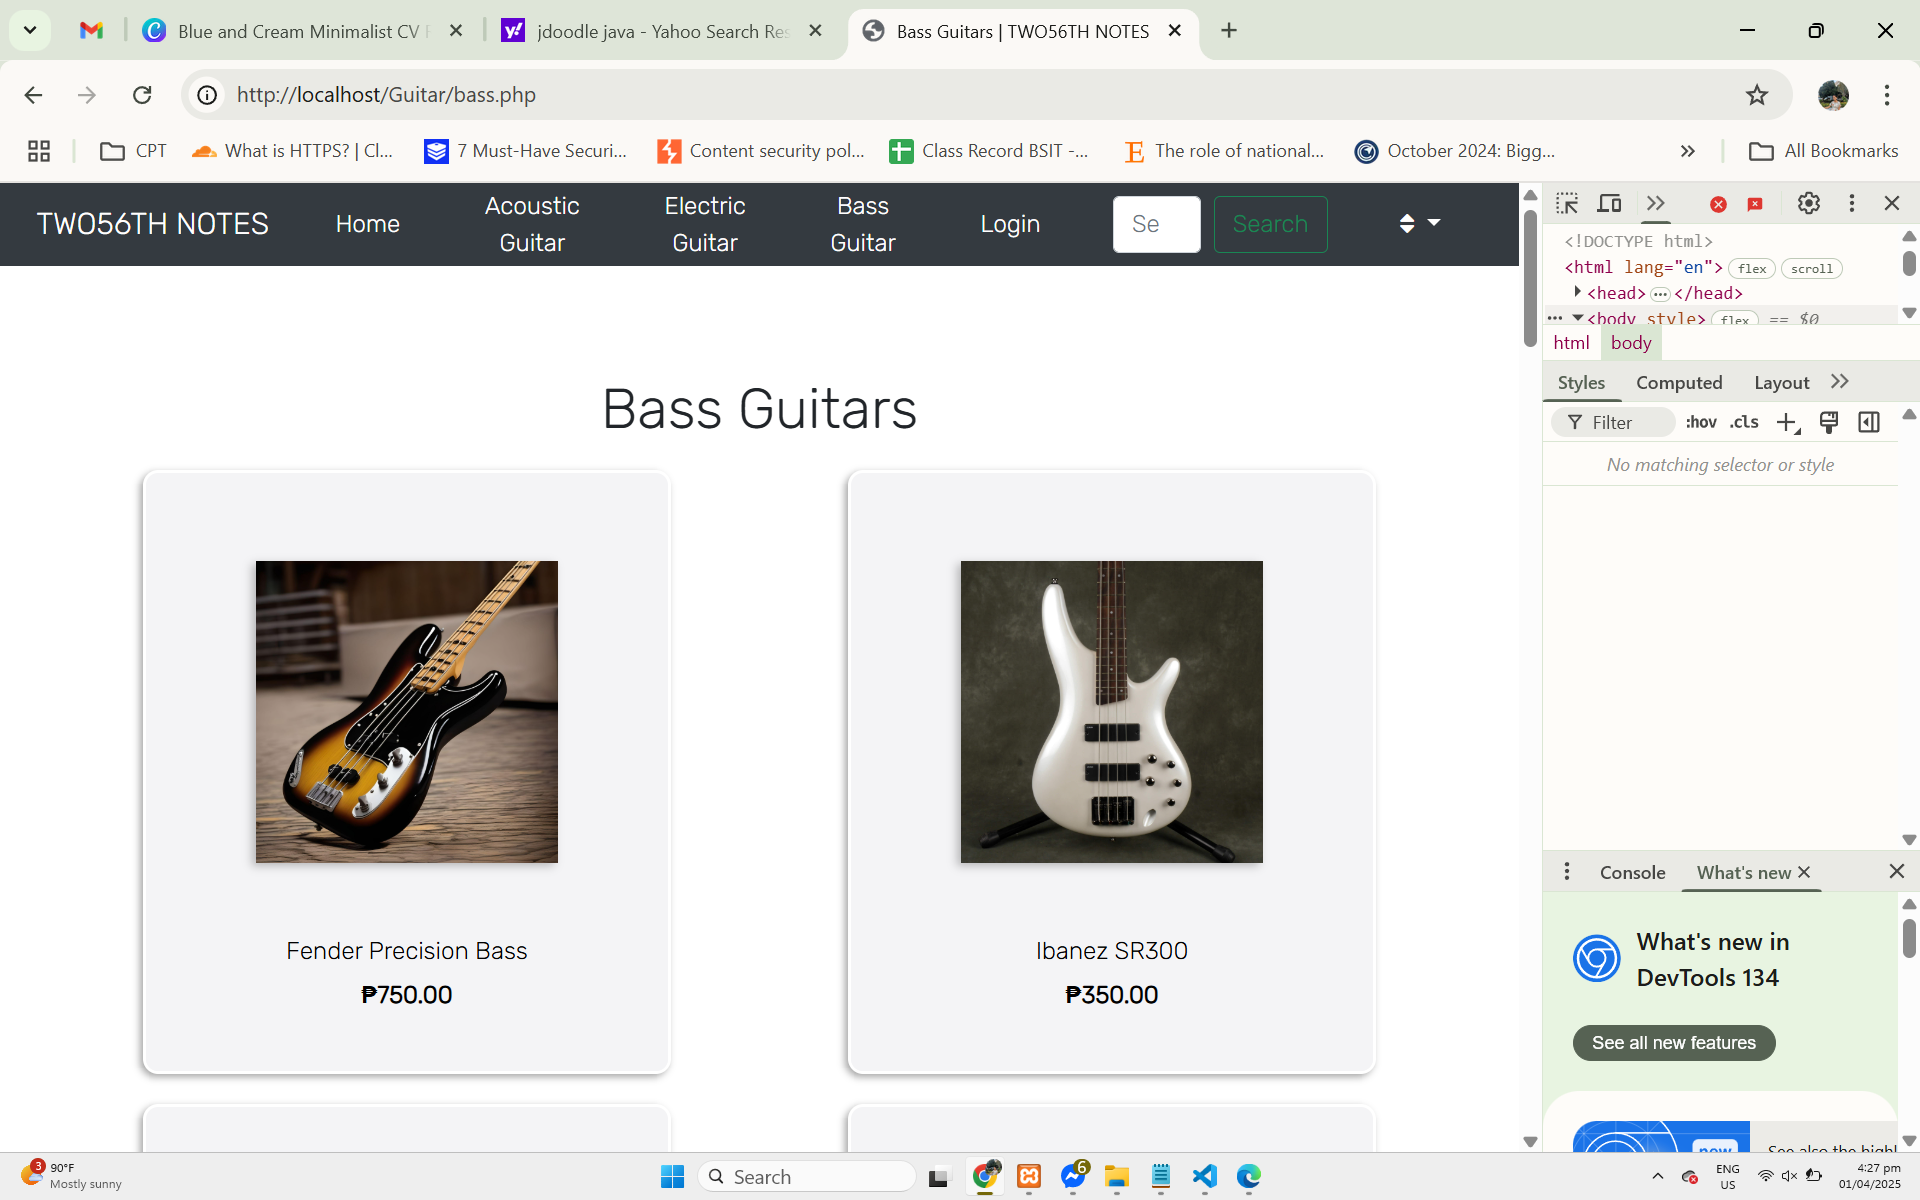 Blue and Cream Minimalist CV
jdoodle java - Yahoo Search Res
Bass Guitars | TWO56TH NOTES
http://localhost/Guitar/bass.php
CPT
What is HTTPS? | Cl...
7 Must-Have Securi...
Content security pol...
Class Record BSIT -...
The role of national...
October 2024: Bigg...
All Bookmarks
TWO56TH NOTES
Home
Acoustic
Guitar
Electric
Guitar
Bass
Guitar
Login
Se
Search
Bass Guitars
Fender Precision Bass
₱750.00
Ibanez SR300
₱350.00
<!DOCTYPE html>
<html lang="en"> flex scroll
<head> ... </head>
... <body style> flex == $0
html body
Styles Computed Layout
Filter :hov .cls
No matching selector or style
Console What's new
What's new in
DevTools 134
See all new features
new
See also the highl
3
90°F
Mostly sunny
Search
6
ENG
US
4:27 pm
01/04/2025